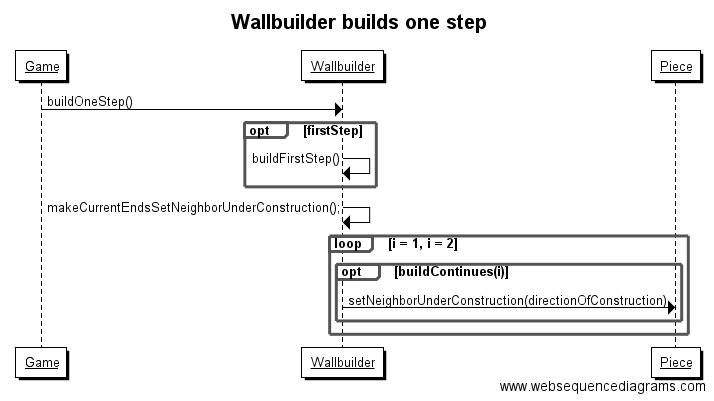 Wallbuilder builds one step
Game Wallbuilder Piece
buildOneStep()
opt [firstStep]
buildFirstStep()
makeCurrentEndsSetNeighborUnderConstruction();
loop [i = 1, i = 2]
opt [buildContinues(i)]
setNeighborUnderConstruction(directionOfConstruction)
Game Wallbuilder Piece
www.websequencediagrams.com